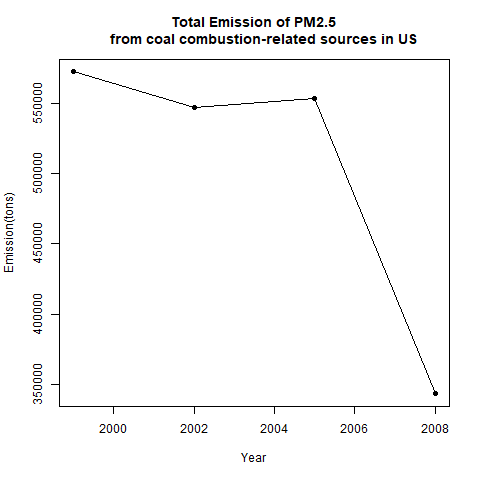 Total Emission of PM2.5
from coal combustion-related sources in US
Emission(tons)
550000
500000
450000
400000
350000
2000 2002 2004 2006 2008
Year